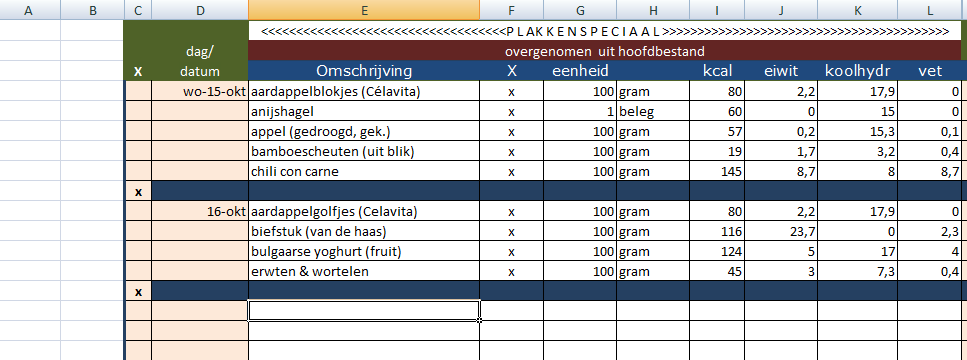 A B C D E F G H I J K L
<<<<<<<<<<<<<<<<<<<<<<<<<<<<<<<<<<<PLAKKENSPECIAAL>>>>>>>>>>>>>>>>>>>>>>>>>>>>>>>>>>>>>>>>>
dag/ overgenomen uit hoofdbestand
X datum Omschrijving X eenheid kcal eiwit koolhydr vet
wo-15-okt aardappelblokjes (Célavita) x 100 gram 80 2,2 17,9 0
anijshagel x 1 beleg 60 0 15 0
appel (gedroogd, gek.) x 100 gram 57 0,2 15,3 0,1
bamboescheuten (uit blik) x 100 gram 19 1,7 3,2 0,4
chili con carne x 100 gram 145 8,7 8 8,7
x
16-okt aardappelgolfjes (Celavita) x 100 gram 80 2,2 17,9 0
biefstuk (van de haas) x 100 gram 116 23,7 0 2,3
bulgaarse yoghurt (fruit) x 100 gram 124 5 17 4
erwten & wortelen x 100 gram 45 3 7,3 0,4
x